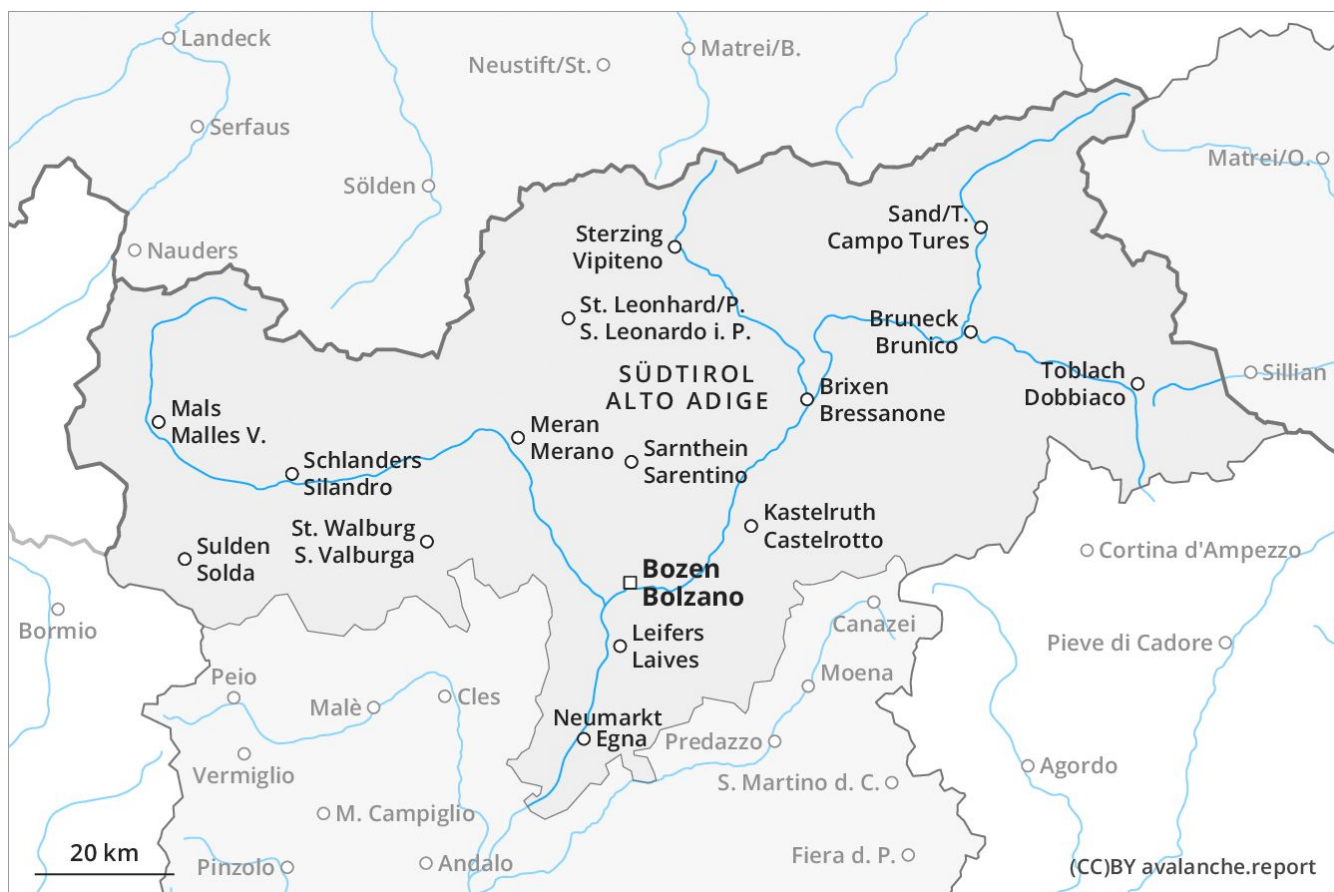 Landeck
Neustift/St.
Matrei/B.
Serfaus
Matrei/O.
Sölden
Nauders
Sand/T.
Campo Tures
Sterzing
Vipiteno
St. Leonhard/P.
S. Leonardo i. P.
Bruneck
Brunico
SÜDTIROL
ALTO ADIGE
Toblach
Dobbiaco
Sillian
Brixen
Bressanone
Mals
Malles V.
Meran
Merano
Sarnthein
Sarentino
Schlanders
Silandro
Kastelruth
Castelrotto
St. Walburg
S. Valburga
Sulden
Solda
Cortina d'Ampezzo
Bozen
Bolzano
Bormio
Canazei
Leifers
Laives
Pieve di Cadore
Peio
Moena
Malè
Cles
Neumarkt
Egna
Predazzo
Vermiglio
Agordo
S. Martino d. C.
M. Campiglio
20 km
Pinzolo
Andalo
Fiera d. P.
(CC)BY avalanche.report